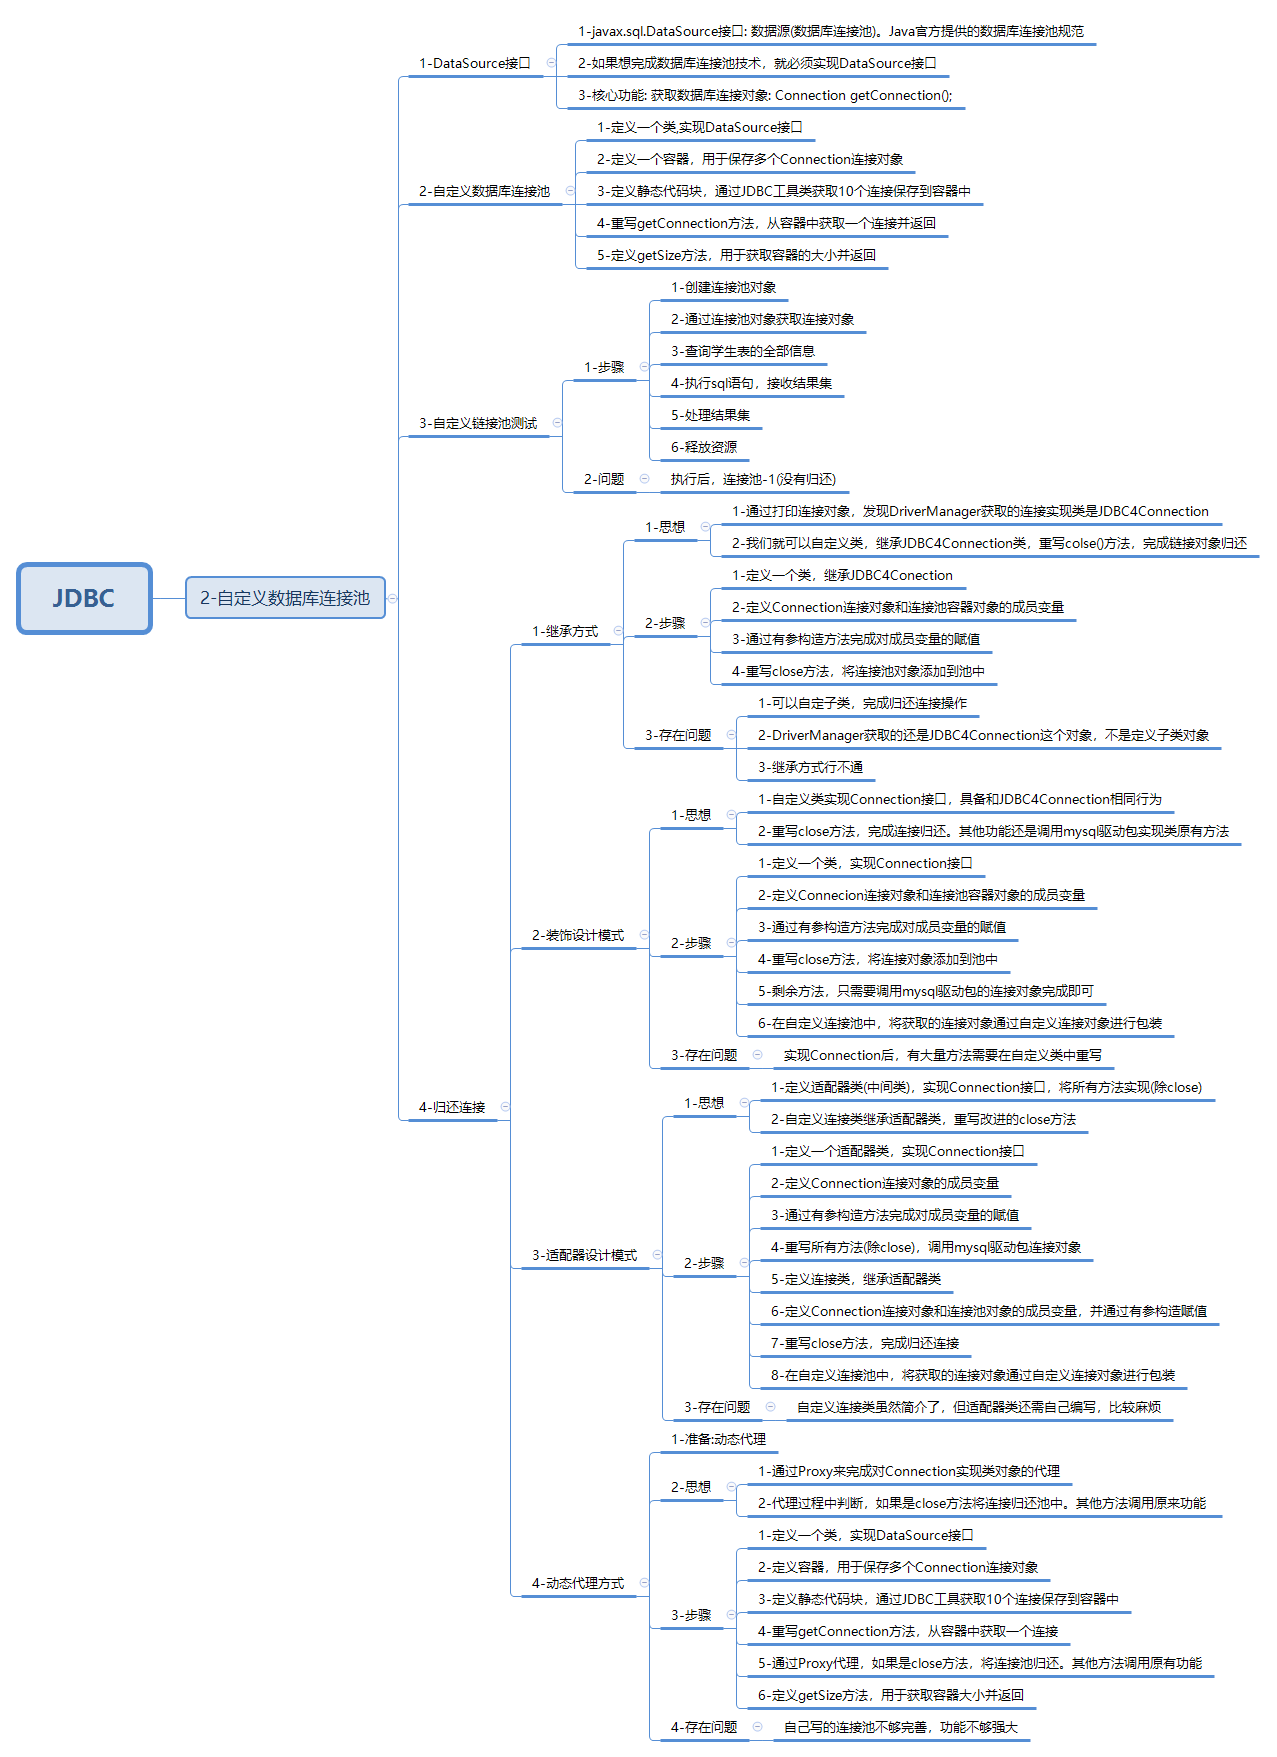 JDBC
2-自定义数据库连接池
1-DataSource接口
1-javax.sql.DataSource接口: 数据源(数据库连接池)。Java官方提供的数据库连接池规范
2-如果想完成数据库连接池技术，就必须实现DataSource接口
3-核心功能: 获取数据库连接对象: Connection getConnection();
2-自定义数据库连接池
1-定义一个类,实现DataSource接口
2-定义一个容器，用于保存多个Connection连接对象
3-定义静态代码块，通过JDBC工具类获取10个连接保存到容器中
4-重写getConnection方法，从容器中获取一个连接并返回
5-定义getSize方法，用于获取容器的大小并返回
3-自定义链接池测试
1-步骤
1-创建连接池对象
2-通过连接池对象获取连接对象
3-查询学生表的全部信息
4-执行sql语句，接收结果集
5-处理结果集
6-释放资源
2-问题
执行后，连接池-1(没有归还)
4-归还连接
1-继承方式
1-思想
1-通过打印连接对象，发现DriverManager获取的连接实现类是JDBC4Connection
2-我们就可以自定义类，继承JDBC4Connection类，重写colse()方法，完成链接对象归还
2-步骤
1-定义一个类，继承JDBC4Conection
2-定义Connection连接对象和连接池容器对象的成员变量
3-通过有参构造方法完成对成员变量的赋值
4-重写close方法，将连接池对象添加到池中
3-存在问题
1-可以自定子类，完成归还连接操作
2-DriverManager获取的还是JDBC4Connection这个对象，不是定义子类对象
3-继承方式行不通
2-装饰设计模式
1-思想
1-自定义类实现Connection接口，具备和JDBC4Connection相同行为
2-重写close方法，完成连接归还。其他功能还是调用mysql驱动包实现类原有方法
2-步骤
1-定义一个类，实现Connection接口
2-定义Connecion连接对象和连接池容器对象的成员变量
3-通过有参构造方法完成对成员变量的赋值
4-重写close方法，将连接对象添加到池中
5-剩余方法，只需要调用mysql驱动包的连接对象完成即可
6-在自定义连接池中，将获取的连接对象通过自定义连接对象进行包装
3-存在问题
实现Connection后，有大量方法需要在自定义类中重写
3-适配器设计模式
1-思想
1-定义适配器类(中间类)，实现Connection接口，将所有方法实现(除close)
2-自定义连接类继承适配器类，重写改进的close方法
2-步骤
1-定义一个适配器类，实现Connection接口
2-定义Connection连接对象的成员变量
3-通过有参构造方法完成对成员变量的赋值
4-重写所有方法(除close)，调用mysql驱动包连接对象
5-定义连接类，继承适配器类
6-定义Connection连接对象和连接池对象的成员变量，并通过有参构造赋值
7-重写close方法，完成归还连接
8-在自定义连接池中，将获取的连接对象通过自定义连接对象进行包装
3-存在问题
自定义连接类虽然简介了，但适配器类还需自己编写，比较麻烦
4-动态代理方式
1-准备:动态代理
2-思想
1-通过Proxy来完成对Connection实现类对象的代理
2-代理过程中判断，如果是close方法将连接归还池中。其他方法调用原来功能
3-步骤
1-定义一个类，实现DataSource接口
2-定义容器，用于保存多个Connection连接对象
3-定义静态代码块，通过JDBC工具获取10个连接保存到容器中
4-重写getConnection方法，从容器中获取一个连接
5-通过Proxy代理，如果是close方法，将连接池归还。其他方法调用原有功能
6-定义getSize方法，用于获取容器大小并返回
4-存在问题
自己写的连接池不够完善，功能不够强大